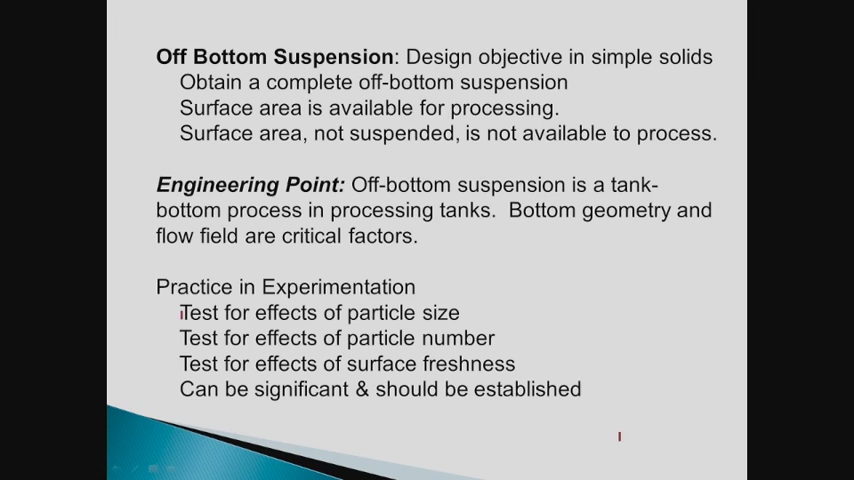 Off Bottom Suspension: Design objective in simple solids
Obtain a complete off-bottom suspension
Surface area is available for processing.
Surface area, not suspended, is not available to process.
Engineering Point: Off-bottom suspension is a tank-
bottom process in processing tanks. Bottom geometry and
flow field are critical factors.
Practice in Experimentation
Test for effects of particle size
Test for effects of particle number
Test for effects of surface freshness
Can be significant & should be established